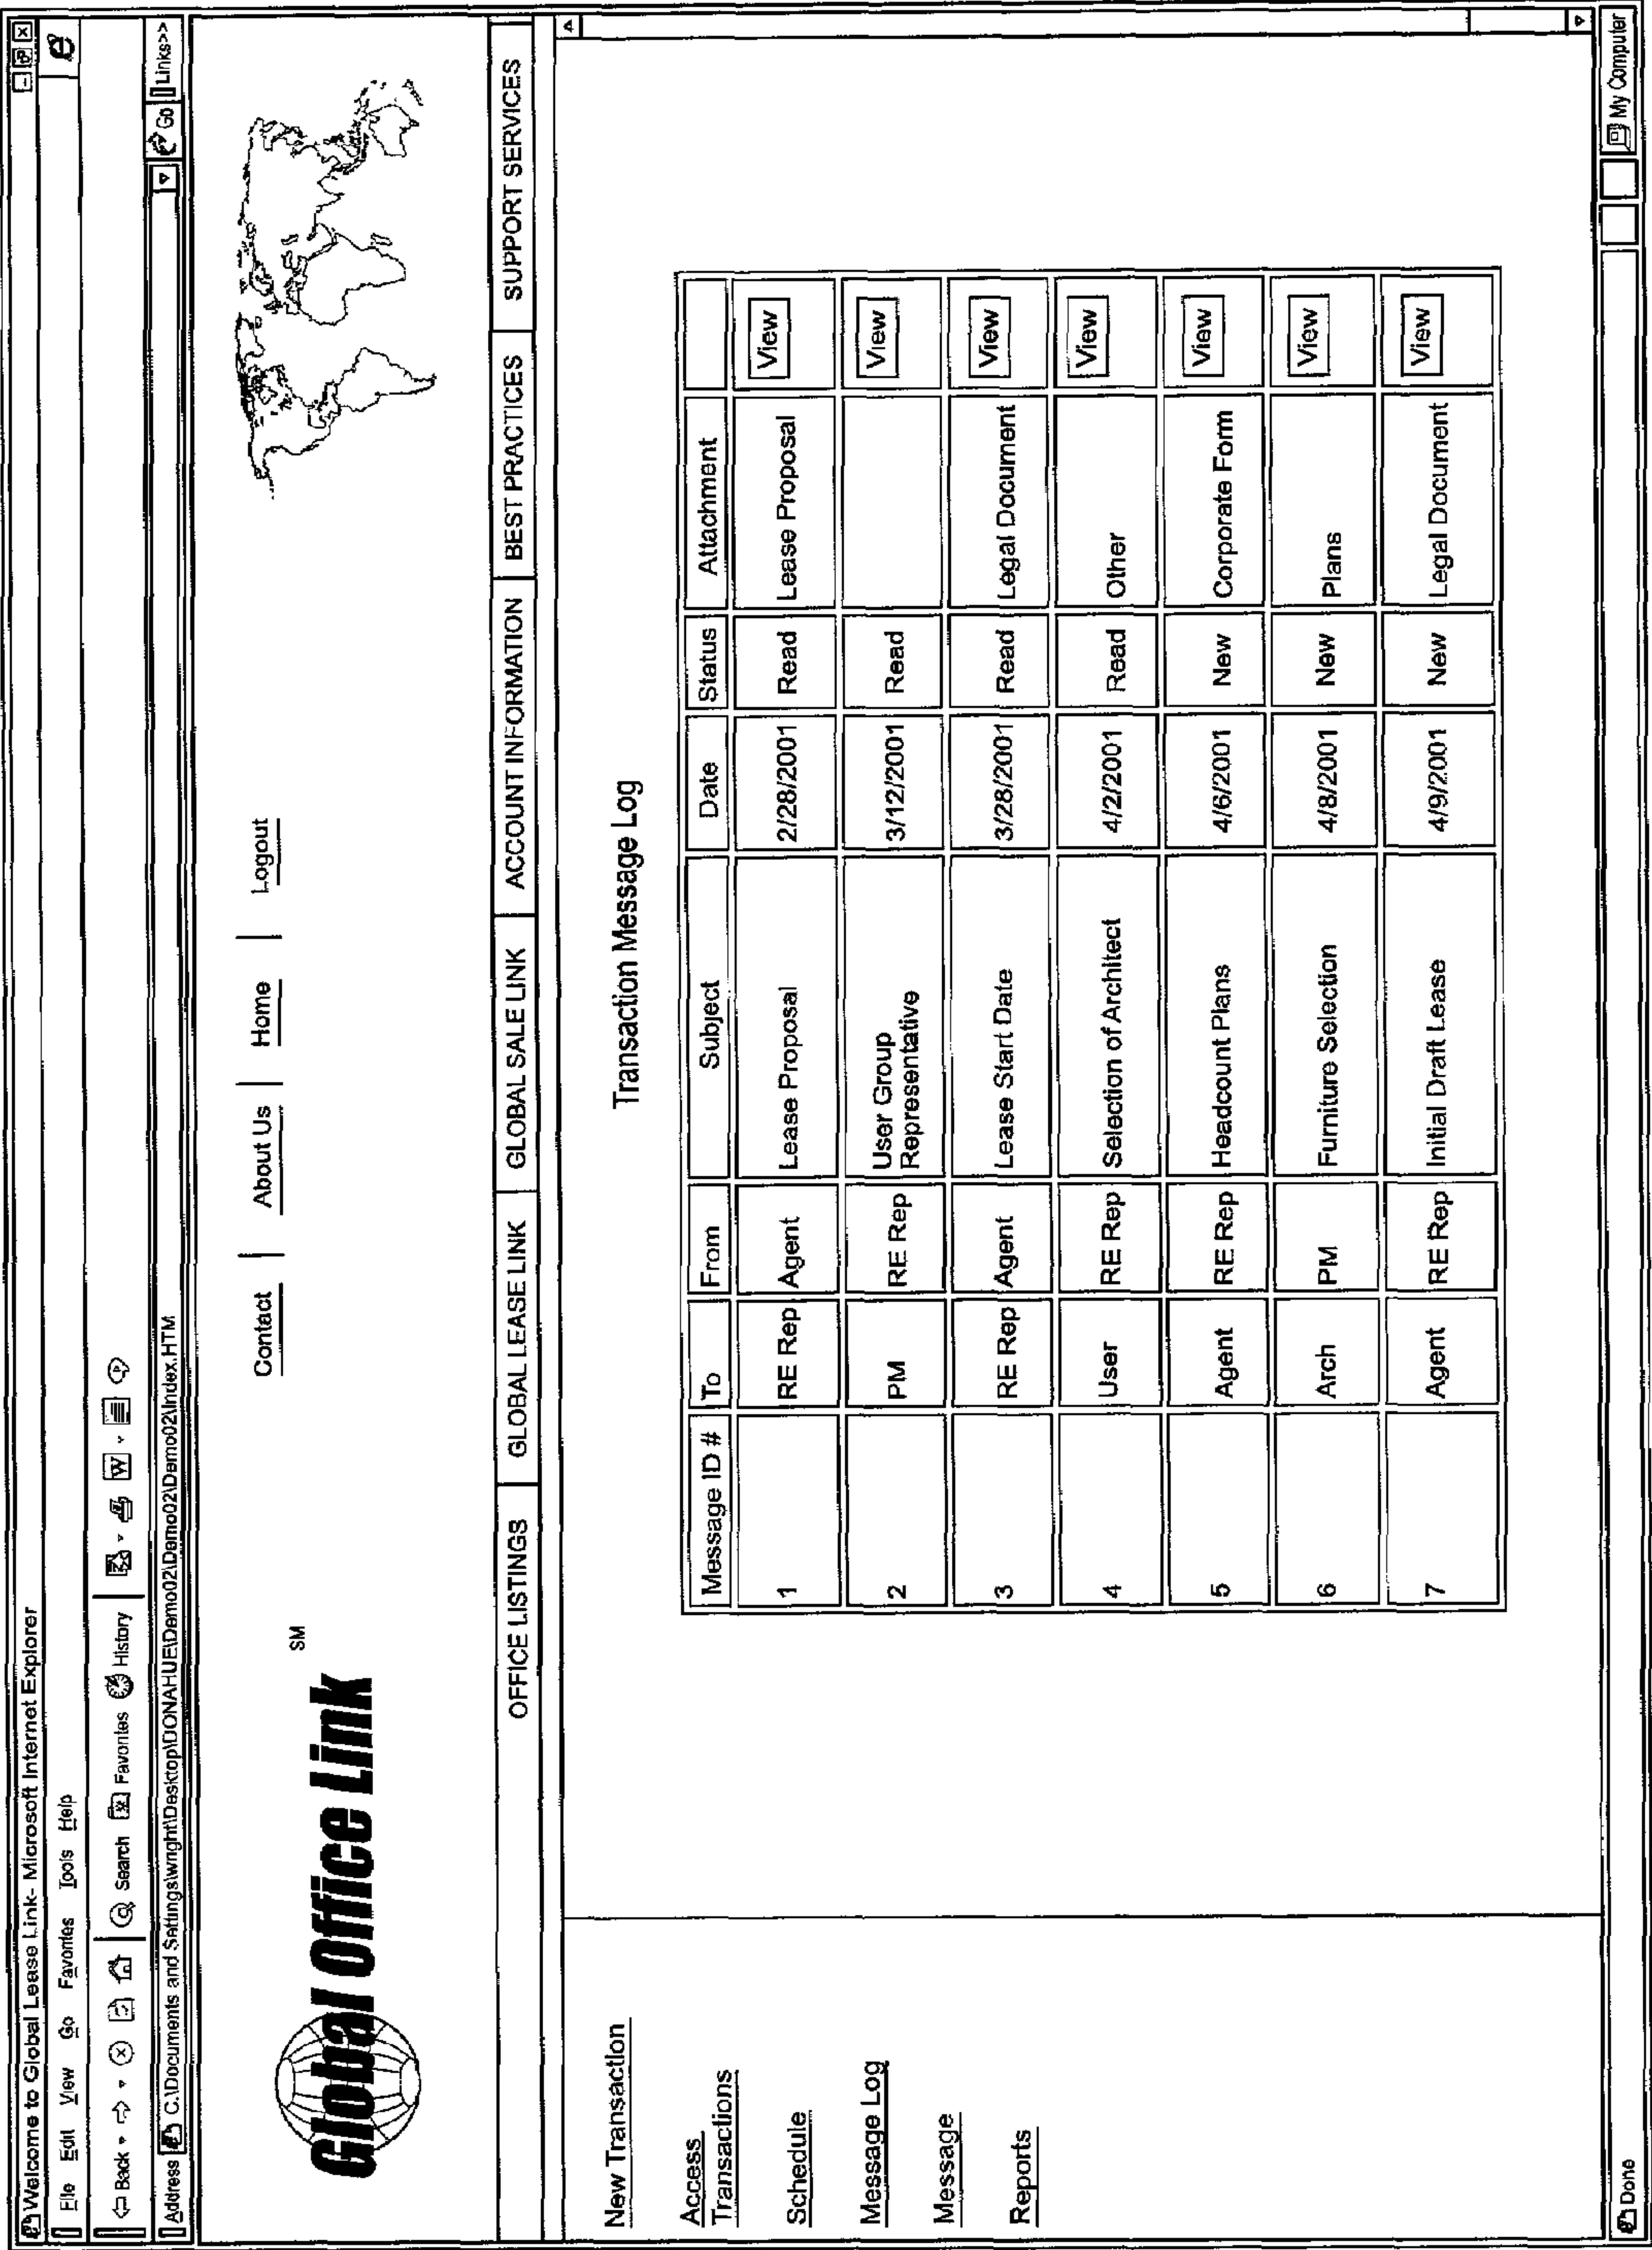 Welcome to Global Lease Link- Microsoft Internet Explorer
File Edit View Go Favorites Tools Help
Back Search Favorites History
Address C:\Documents and Settings\wright\Desktop\DONAHUE\Demo02\Demo02\Demo02\Index.HTM Go Links>>
Contact | About Us | Home | Logout
Global Office Link SM
OFFICE LISTINGS GLOBAL LEASE LINK GLOBAL SALE LINK ACCOUNT INFORMATION BEST PRACTICES SUPPORT SERVICES
New Transaction
Access
Transactions
Schedule
Message Log
Message
Reports
Transaction Message Log
Message ID # To From Subject Date Status Attachment
1 RE Rep Agent Lease Proposal 2/28/2001 Read Lease Proposal View
2 PM RE Rep User Group
Representative 3/12/2001 Read View
3 RE Rep Agent Lease Start Date 3/28/2001 Read Legal Document View
4 User RE Rep Selection of Architect 4/2/2001 Read Other View
5 Agent RE Rep Headcount Plans 4/6/2001 New Corporate Form View
6 Arch PM Furniture Selection 4/8/2001 New Plans View
7 Agent RE Rep Initial Draft Lease 4/9/2001 New Legal Document View
Done My Computer